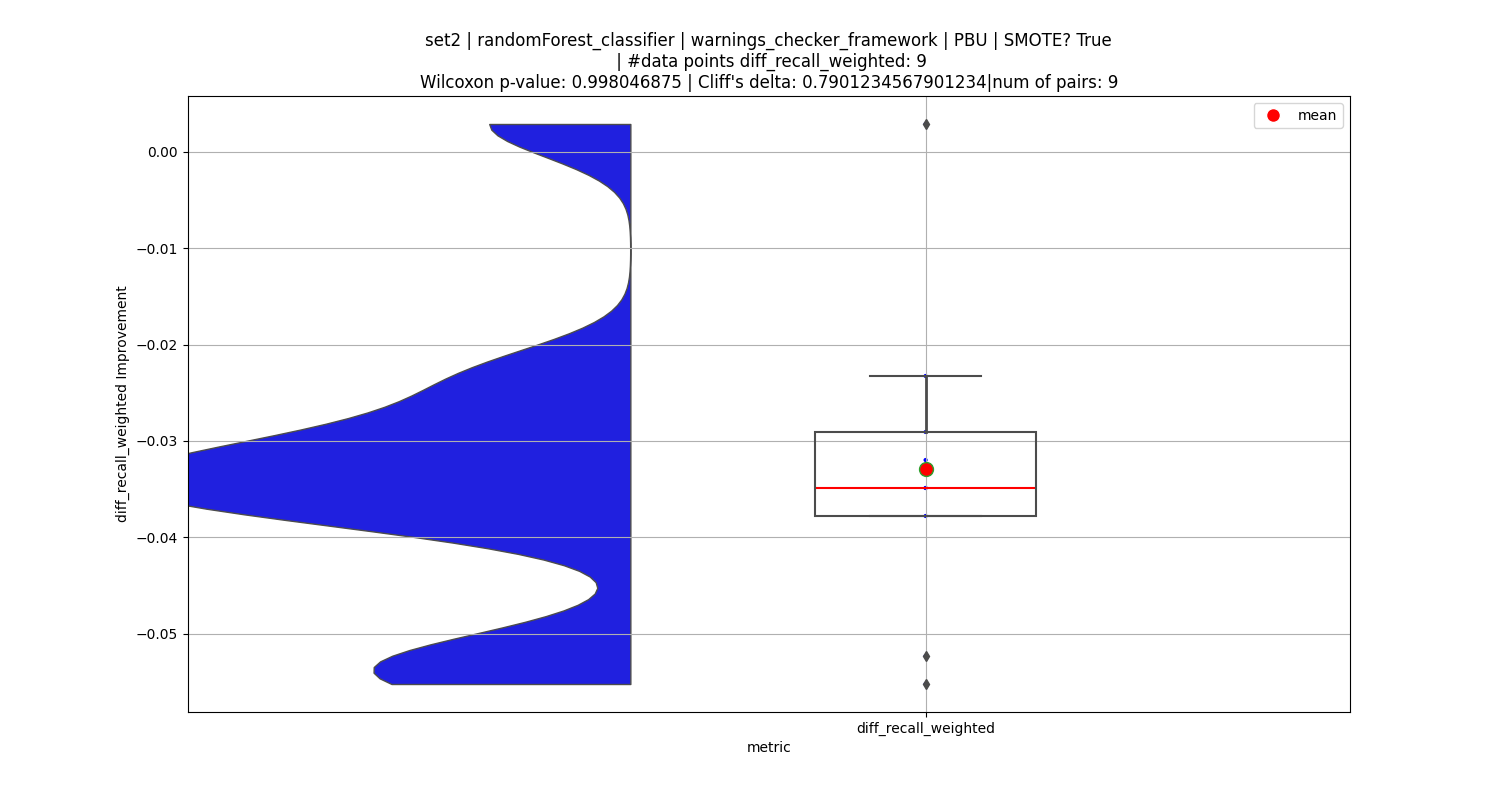 set2 | randomForest_classifier | warnings_checker_framework | PBU | SMOTE? True
| #data points diff_recall_weighted: 9
Wilcoxon p-value: 0.998046875 | Cliff's delta: 0.7901234567901234|num of pairs: 9
mean
0.00
−0.01
−0.02
−0.03
−0.04
−0.05
diff_recall_weighted Improvement
diff_recall_weighted
metric